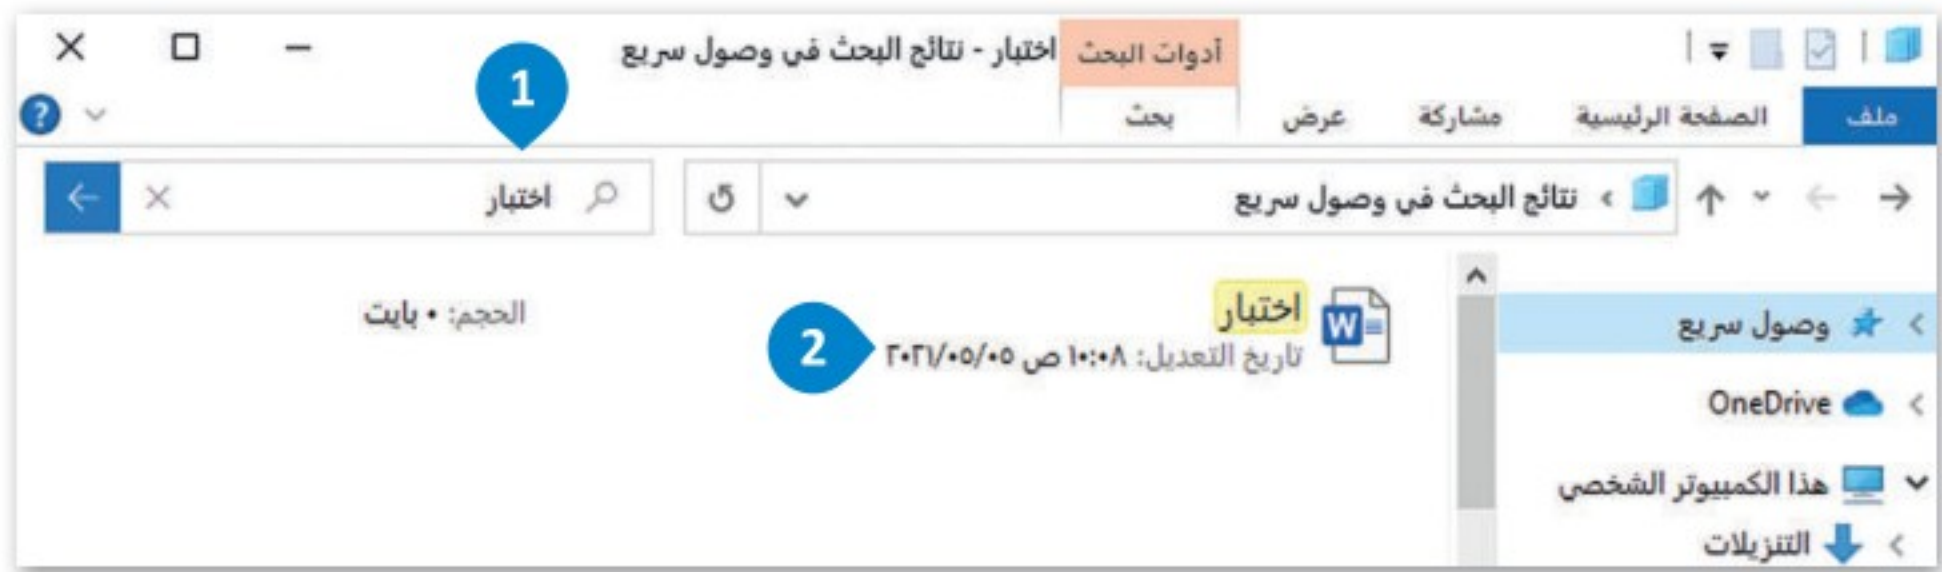 أدوات البحث
اختبار - نتائج البحث في وصول سريع
1
ملف
الصفحة الرئيسية
مشاركة
عرض
بحث
?
نتائج البحث في وصول سريع
اختبار
وصول سريع
OneDrive
هذا الكمبيوتر الشخصي
التنزيلات
W
اختبار
تاريخ التعديل: ١٠:٠٨ ص ٢٠٢١/٠٥/٠٥
2
الحجم: ٠ بايت